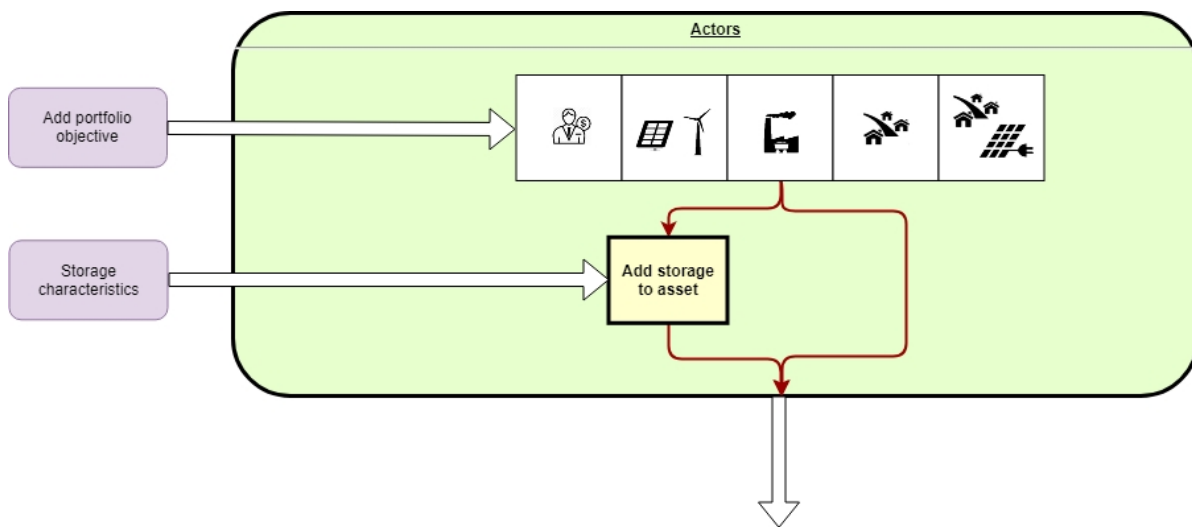 Actors
Add portfolio
objective
Storage
characteristics
Add storage
to asset